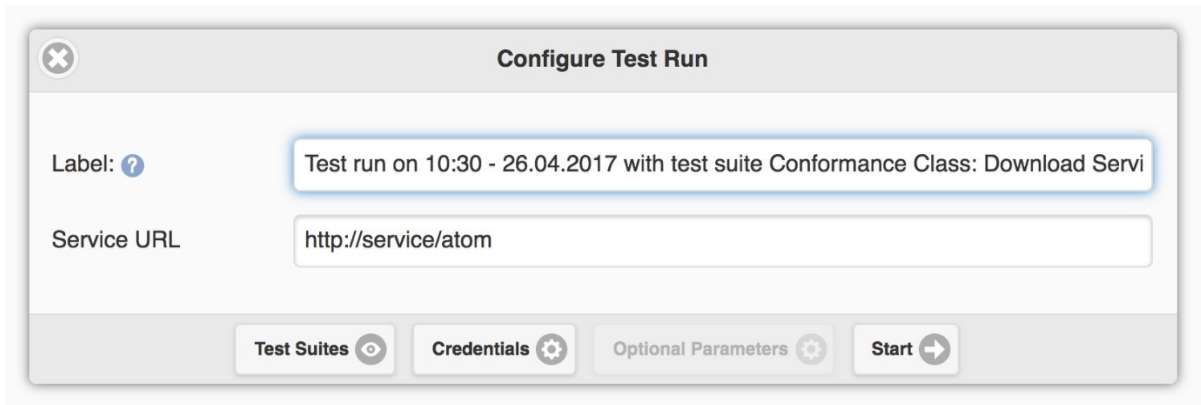 Configure Test Run
Label: ?
Test run on 10:30 - 26.04.2017 with test suite Conformance Class: Download Servi
Service URL
http://service/atom
Test Suites
Credentials
Optional Parameters
Start